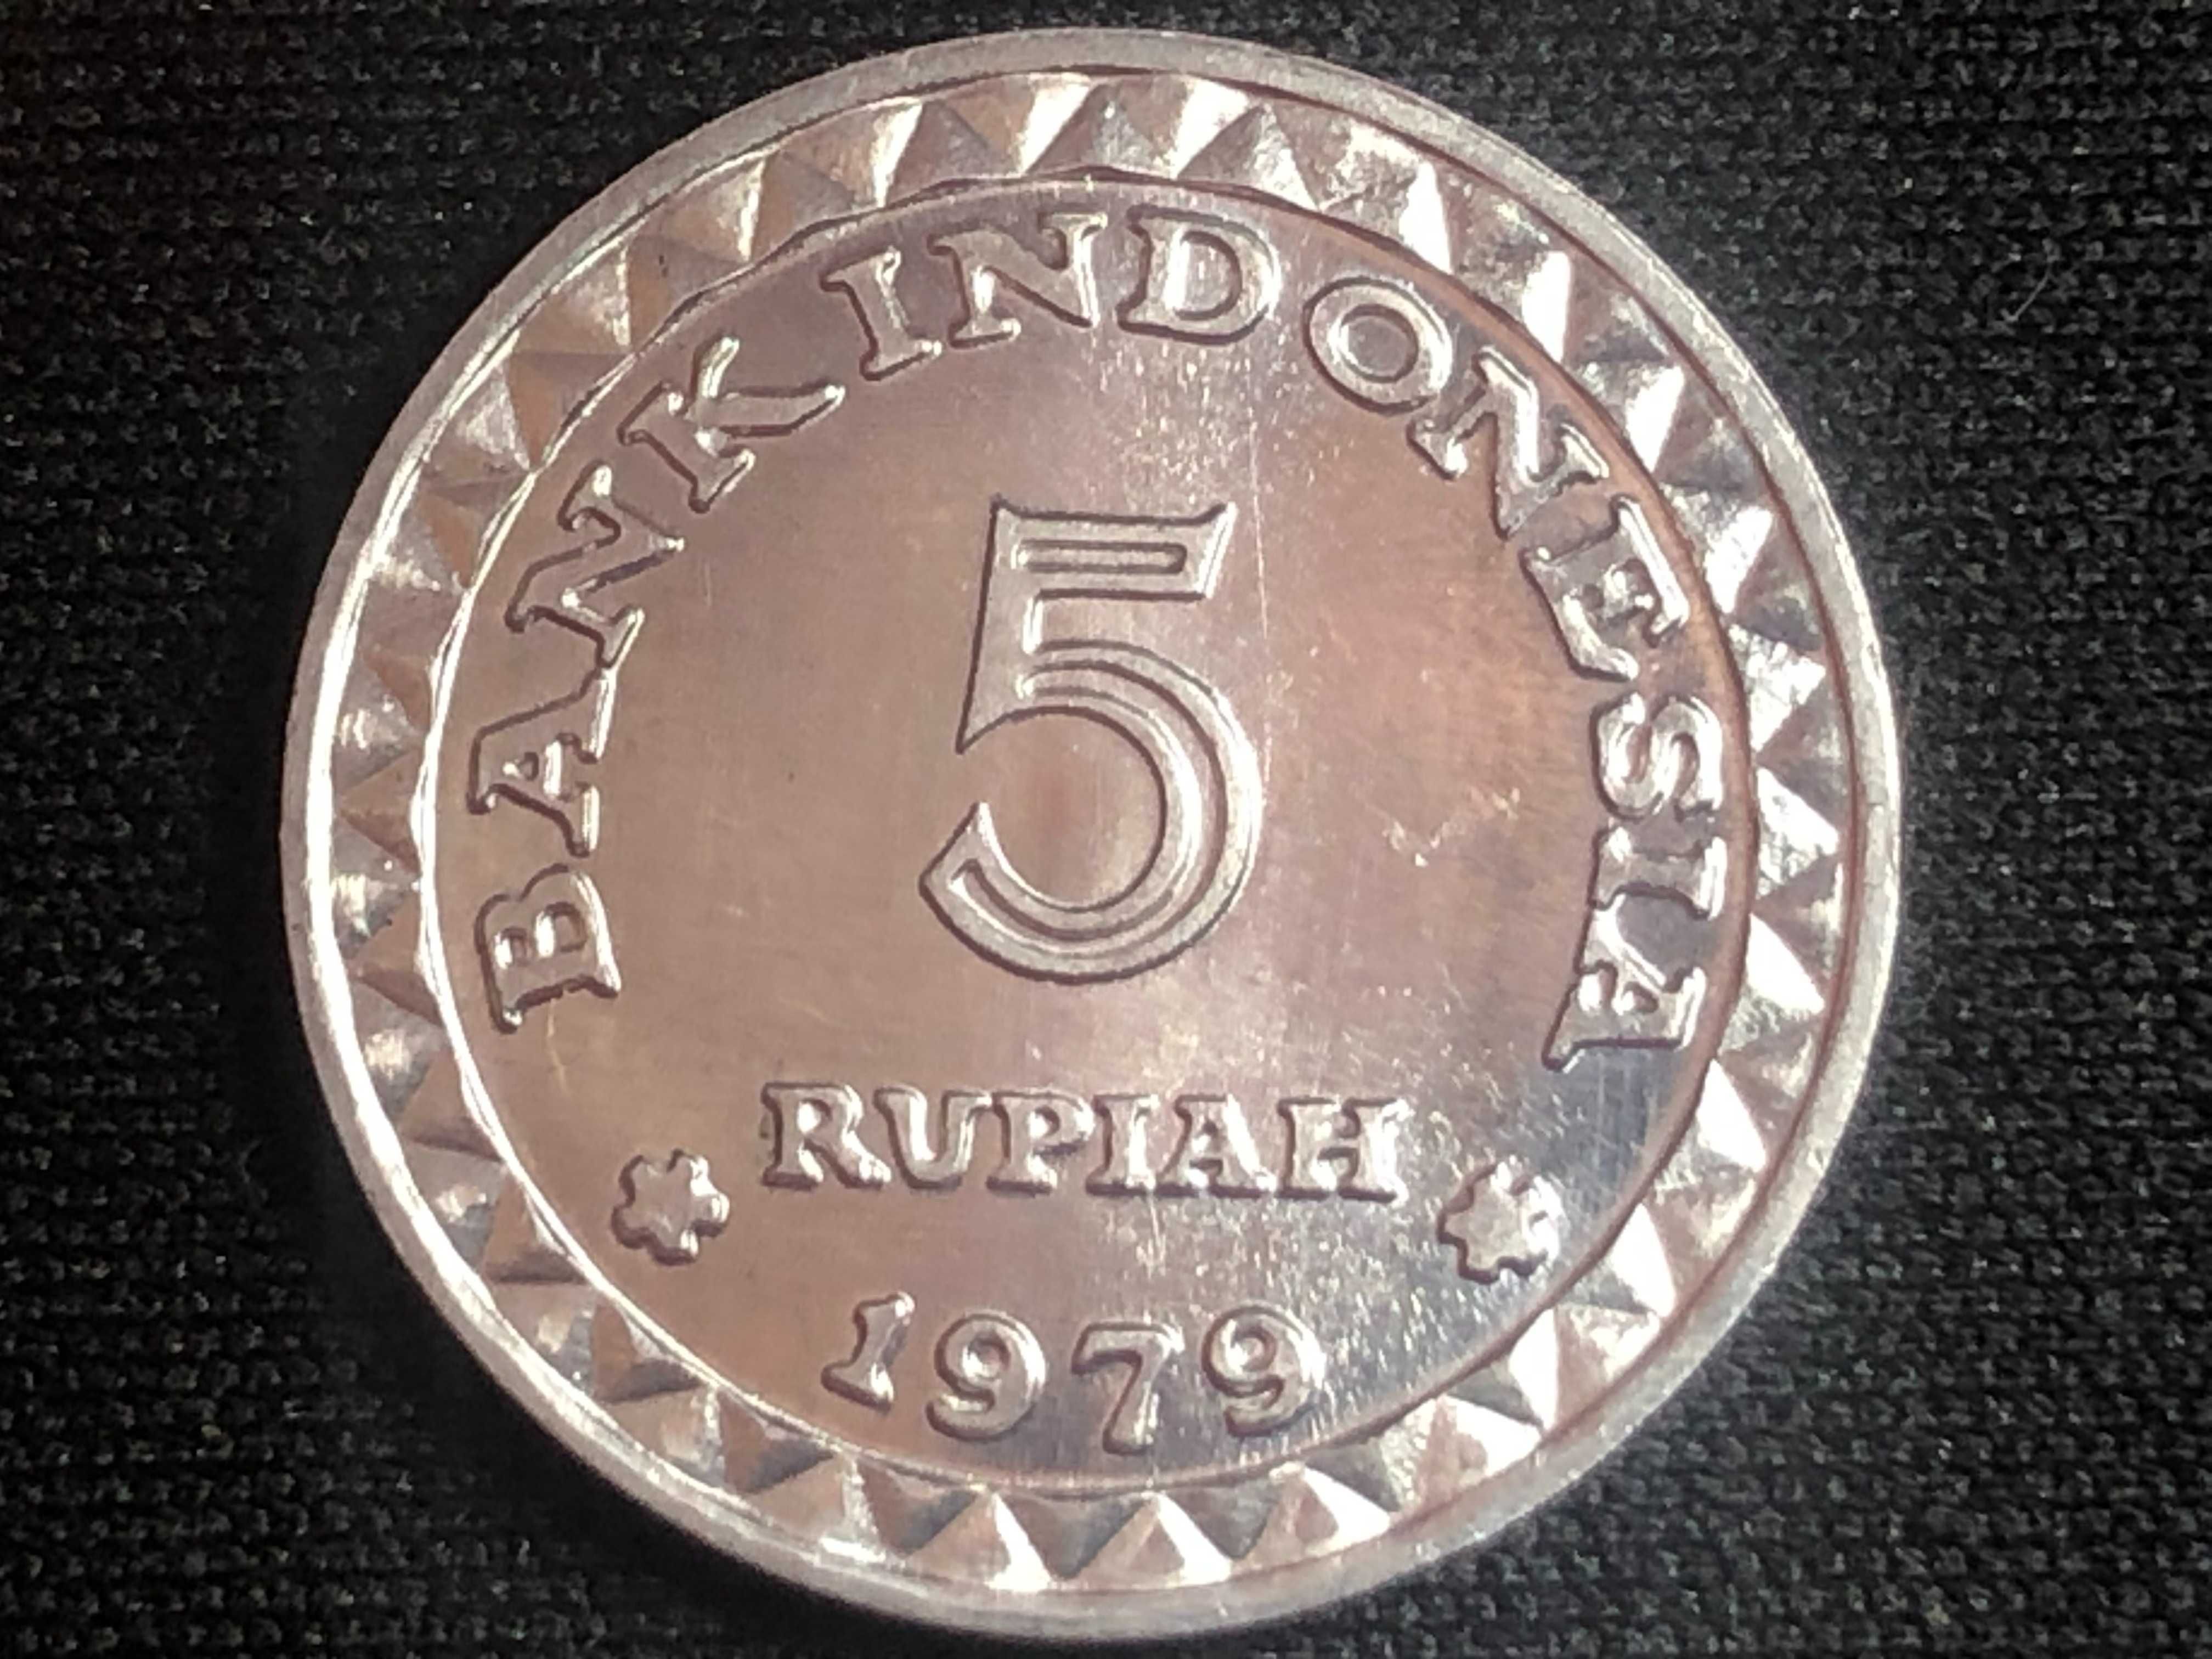 BANK INDONESIA
5
RUPIAH
1979